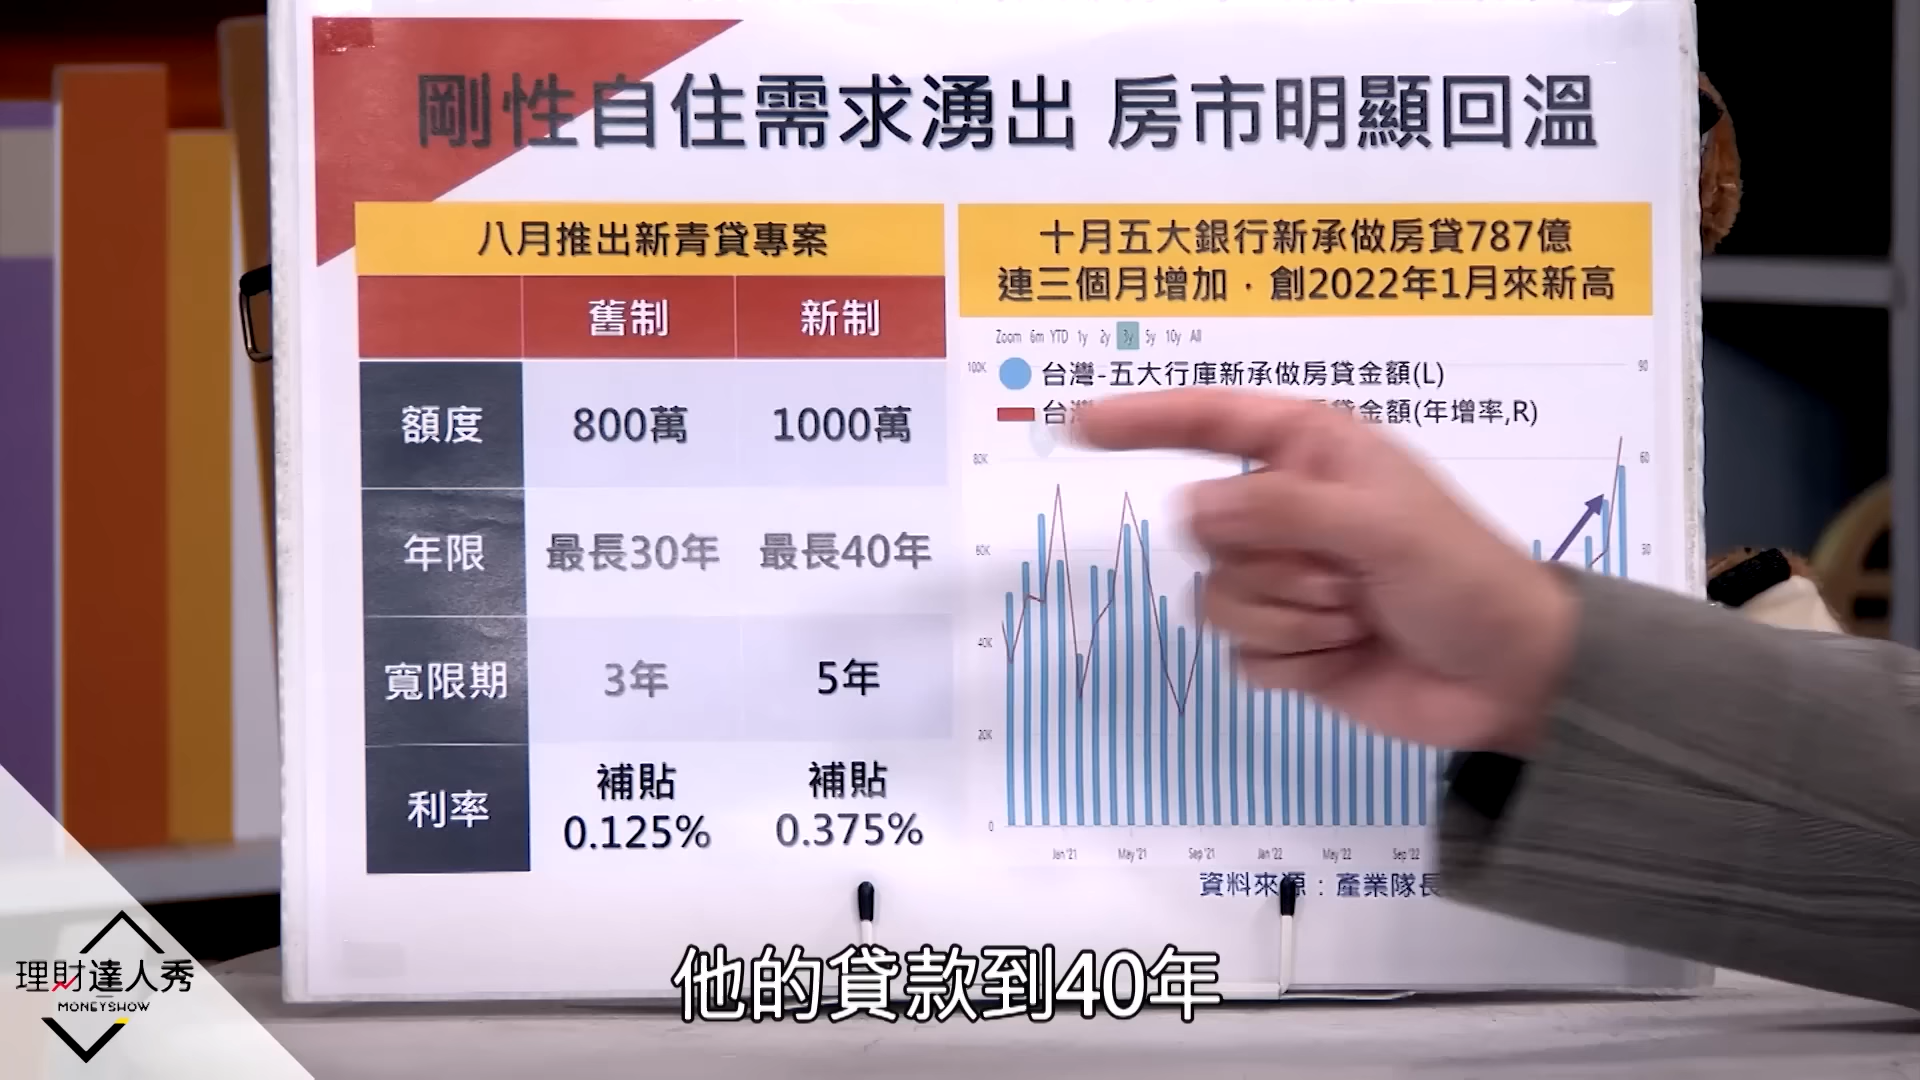 剛性自住需求湧出 房市明顯回溫
八月推出新青貸專案
舊制 新制
額度 800萬 1000萬
年限 最長30年 最長40年
寬限期 3年 5年
利率 補貼0.125% 補貼0.375%
十月五大銀行新承做房貸787億
連三個月增加，創2022年1月來新高
Zoom 6m YTD 1y 2y 3y 5y 10y All
台灣-五大行庫新承做房貸金額(L)
台灣 房貸金額(年增率,R)
100K 90
80K 60
60K 30
40K
20K
0
Jan '21 May '21 Sep '21 Jan '22 May '22 Sep '22
資料來源：產業隊長
他的貸款到40年
理財達人秀
MONEYSHOW